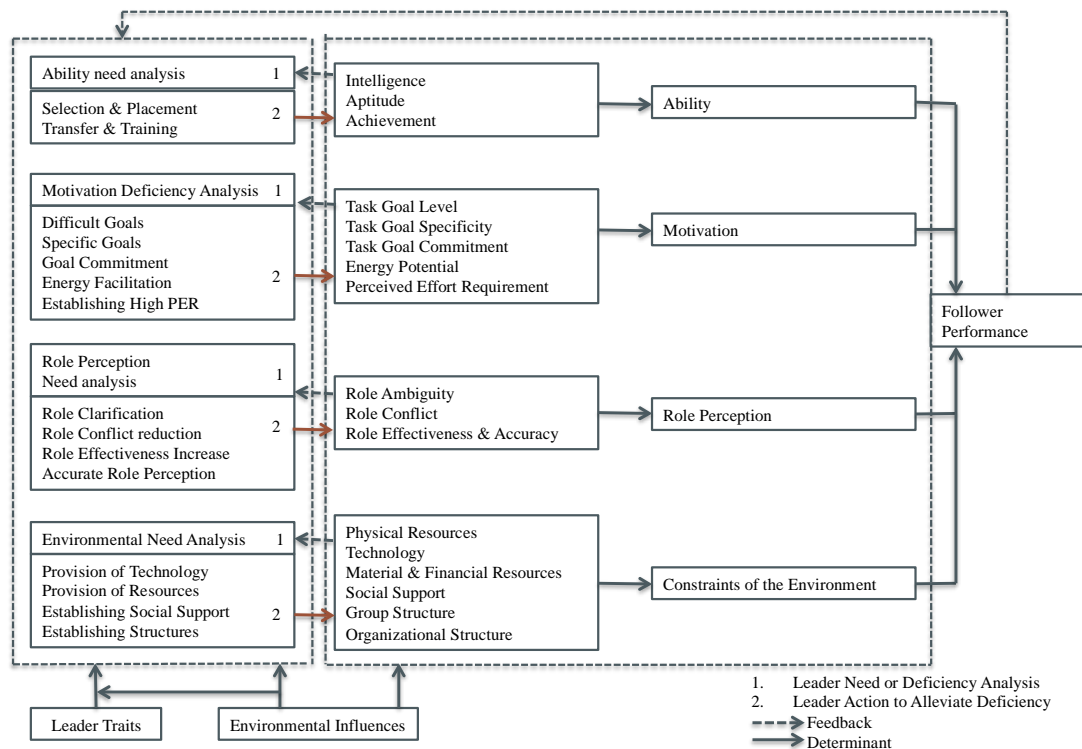 Ability need analysis 1
Selection & Placement
Transfer & Training
2
Intelligence
Aptitude
Achievement
Ability
Motivation Deficiency Analysis 1
Difficult Goals
Specific Goals
Goal Commitment
Energy Facilitation
Establishing High PER
2
Task Goal Level
Task Goal Specificity
Task Goal Commitment
Energy Potential
Perceived Effort Requirement
Motivation
Follower
Performance
Role Perception
Need analysis
1
Role Clarification
Role Conflict reduction
Role Effectiveness Increase
Accurate Role Perception
2
Role Ambiguity
Role Conflict
Role Effectiveness & Accuracy
Role Perception
Environmental Need Analysis 1
Provision of Technology
Provision of Resources
Establishing Social Support
Establishing Structures
2
Physical Resources
Technology
Material & Financial Resources
Social Support
Group Structure
Organizational Structure
Constraints of the Environment
Leader Traits
Environmental Influences
1. Leader Need or Deficiency Analysis
2. Leader Action to Alleviate Deficiency
Feedback
Determinant